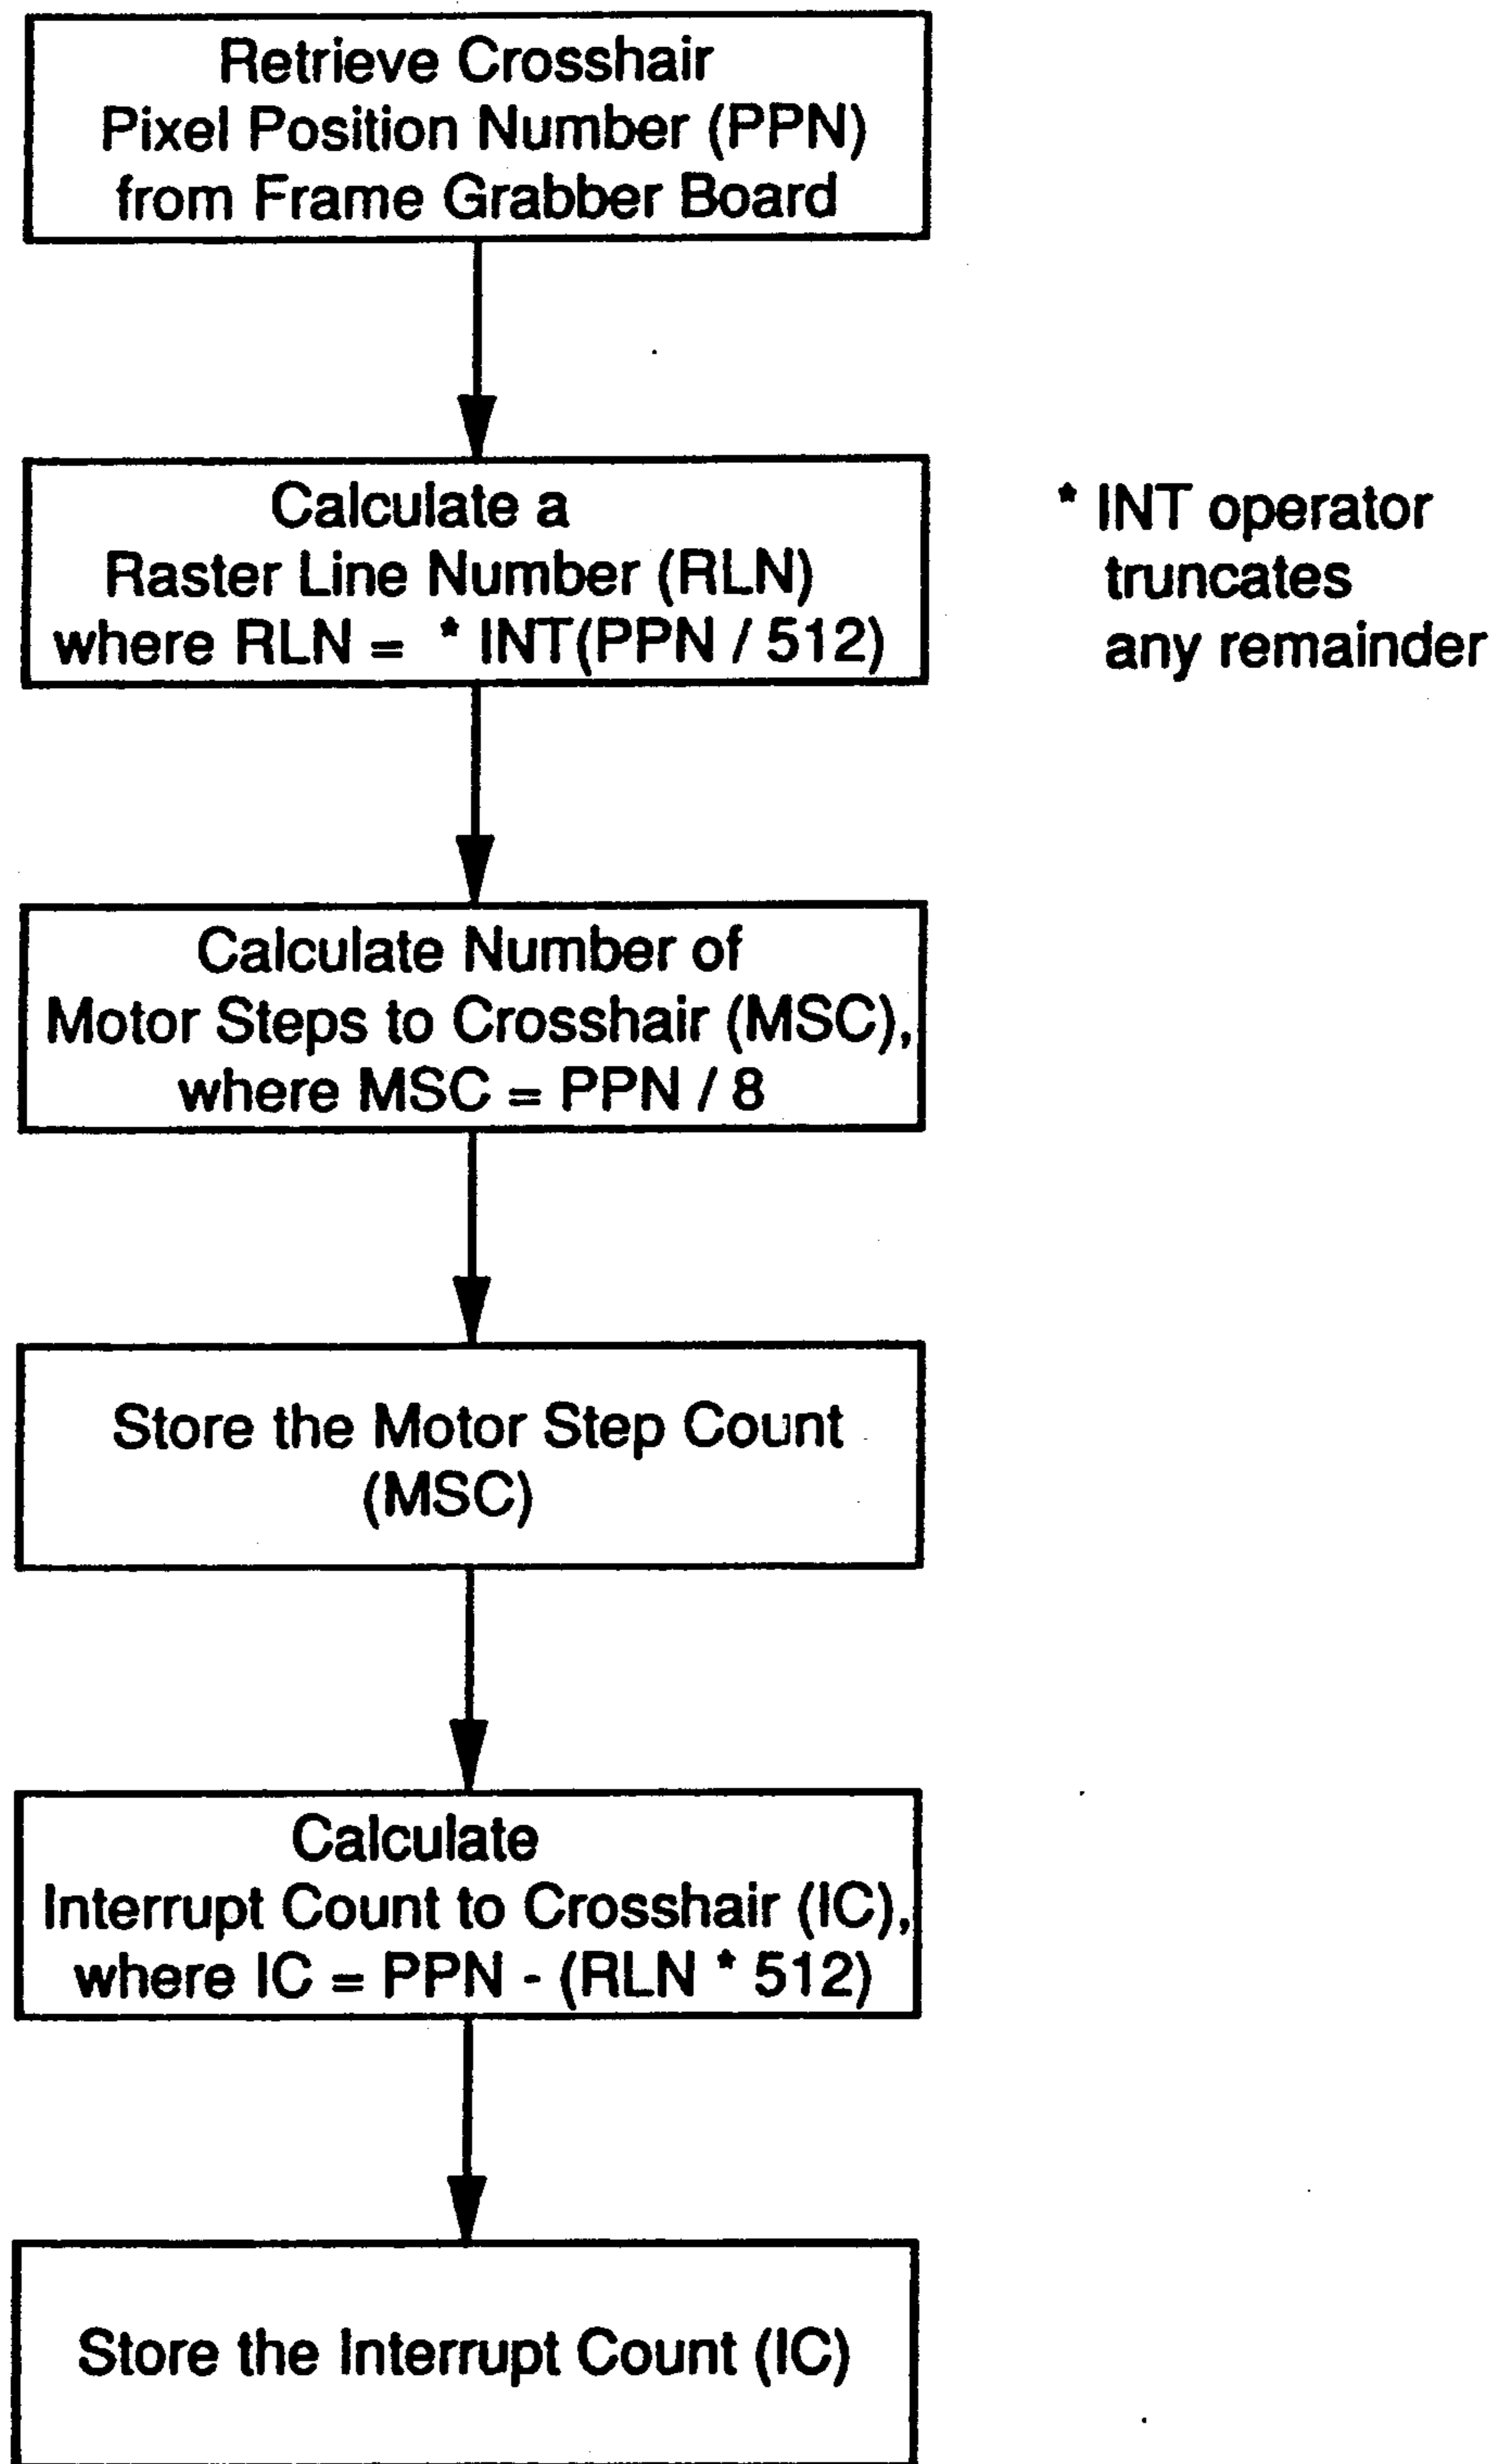 Retrieve Crosshair
Pixel Position Number (PPN)
from Frame Grabber Board
Calculate a
Raster Line Number (RLN)
where RLN = * INT(PPN / 512)
* INT operator
truncates
any remainder
Calculate Number of
Motor Steps to Crosshair (MSC),
where MSC = PPN / 8
Store the Motor Step Count
(MSC)
Calculate
Interrupt Count to Crosshair (IC),
where IC = PPN - (RLN * 512)
Store the Interrupt Count (IC)